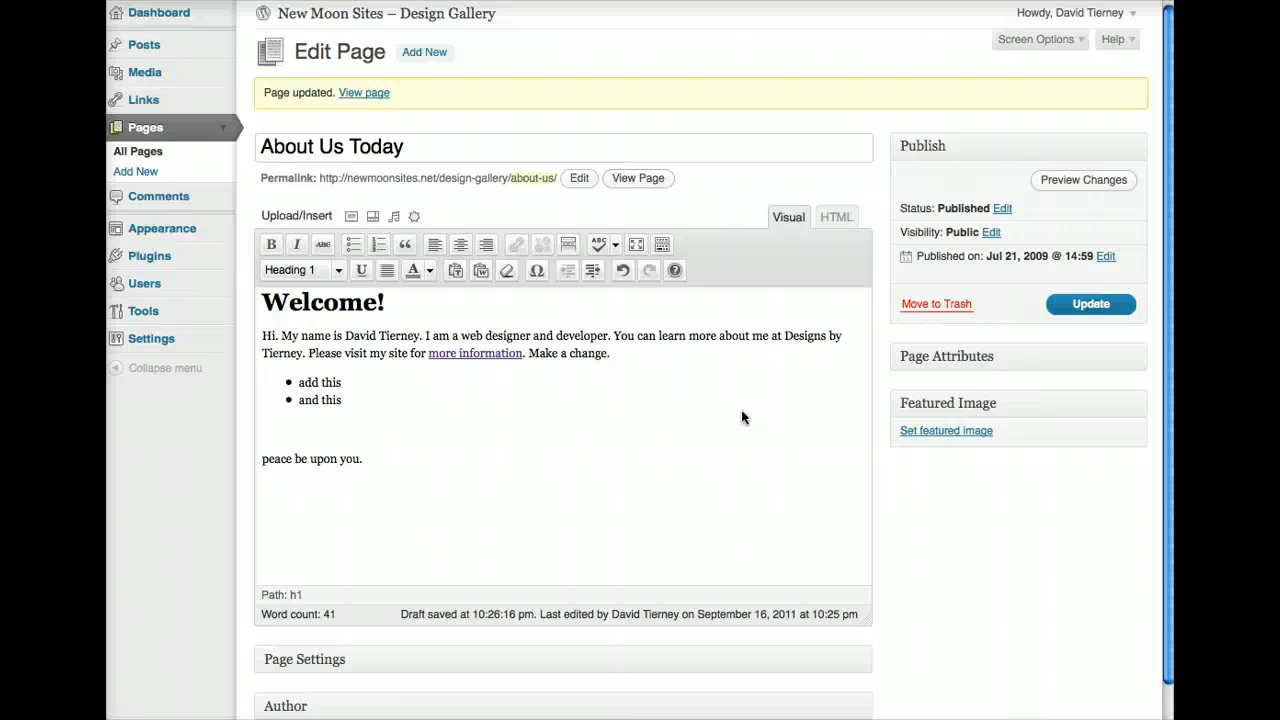 Dashboard
Posts
Media
Links
Pages
All Pages
Add New
Comments
Appearance
Plugins
Users
Tools
Settings
Collapse menu
New Moon Sites – Design Gallery
Howdy, David Tierney
Edit Page Add New
Screen Options Help
Page updated. View page
About Us Today
Permalink: http://newmoonsites.net/design-gallery/about-us/ Edit View Page
Upload/Insert
Visual HTML
B I ABC “ ABC
Heading 1 U A T W Ω ?
Welcome!
Hi. My name is David Tierney. I am a web designer and developer. You can learn more about me at Designs by
Tierney. Please visit my site for more information. Make a change.
• add this
• and this
peace be upon you.
Path: h1
Word count: 41 Draft saved at 10:26:16 pm. Last edited by David Tierney on September 16, 2011 at 10:25 pm
Page Settings
Author
Publish
Preview Changes
Status: Published Edit
Visibility: Public Edit
Published on: Jul 21, 2009 @ 14:59 Edit
Move to Trash Update
Page Attributes
Featured Image
Set featured image